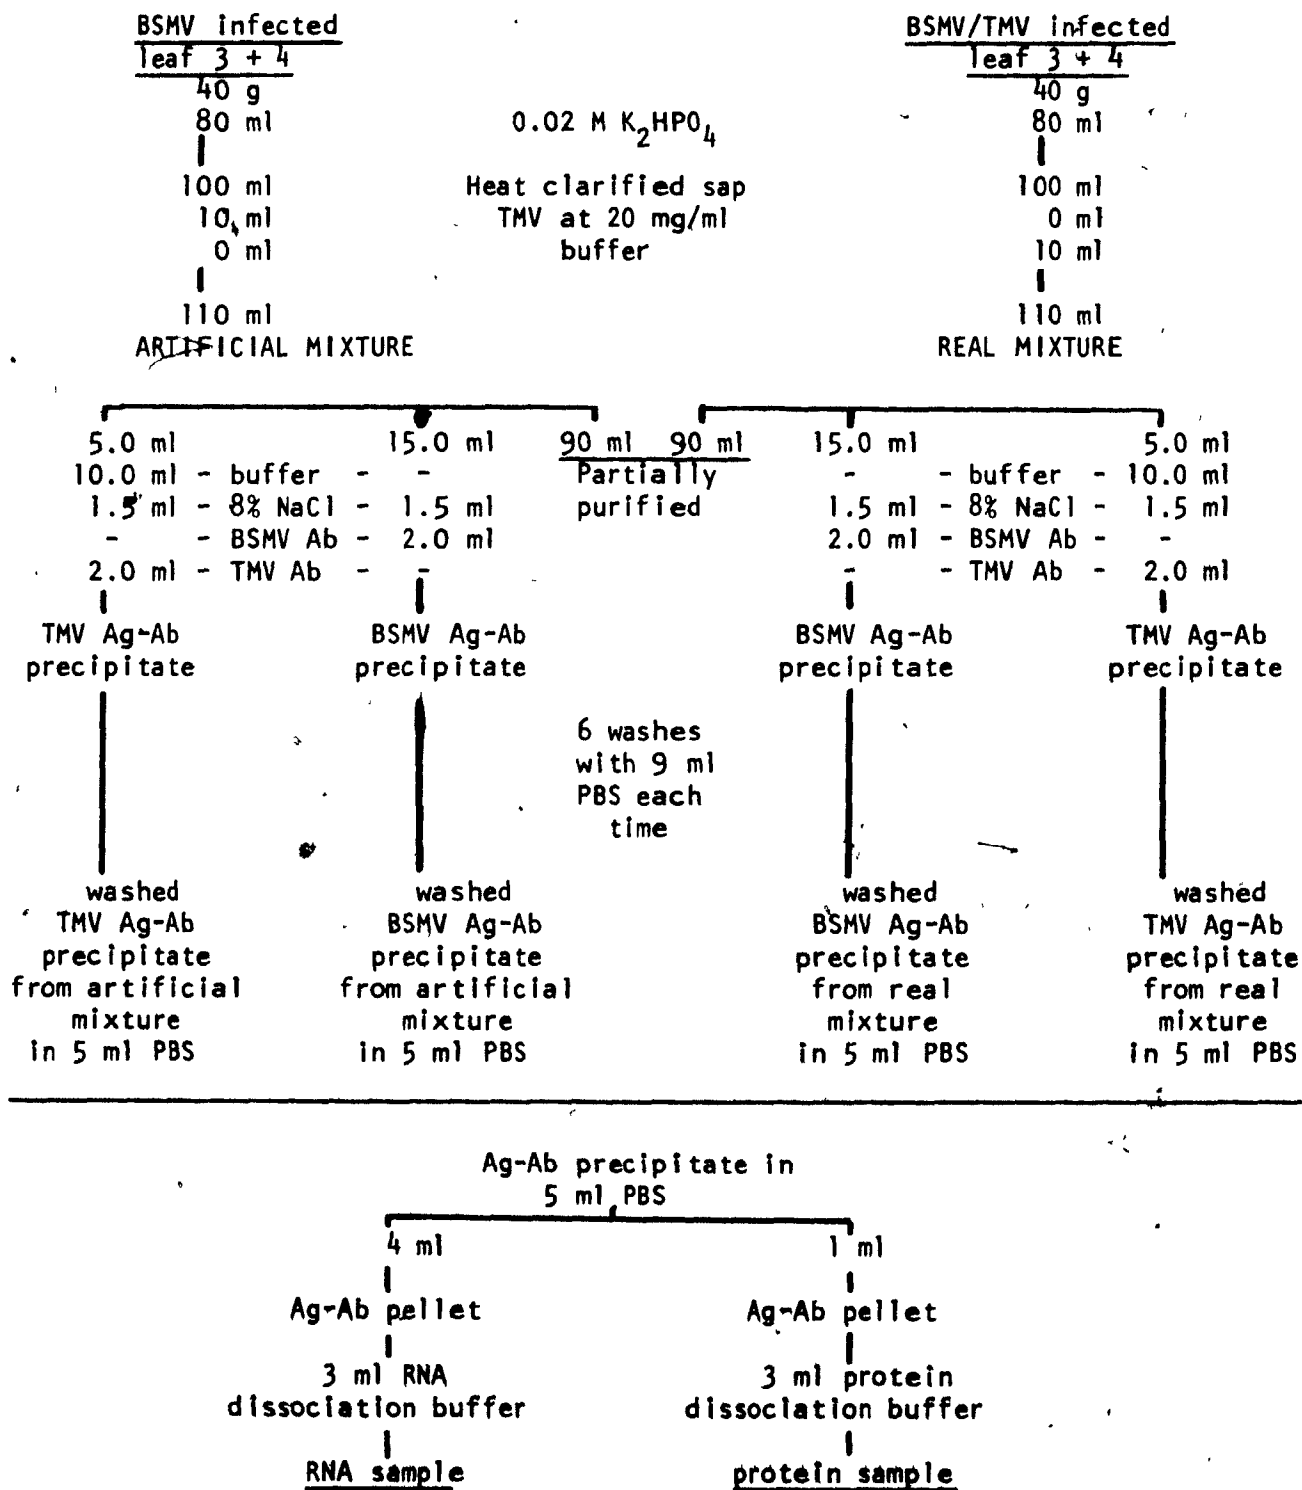 BSMV infected BSMV/TMV infected
leaf 3 + 4 leaf 3 + 4
40 g 40 g
80 ml 0.02 M K2HPO4 80 ml
100 ml Heat clarified sap 100 ml
10 ml TMV at 20 mg/ml 0 ml
0 ml buffer 10 ml
110 ml 110 ml
ARTIFICIAL MIXTURE REAL MIXTURE
5.0 ml 15.0 ml 90 ml 90 ml 15.0 ml 5.0 ml
10.0 ml - buffer - - Partially - - buffer - 10.0 ml
1.5 ml - 8% NaCl - 1.5 ml purified 1.5 ml - 8% NaCl - 1.5 ml
- - BSMV Ab - 2.0 ml 2.0 ml - BSMV Ab - -
2.0 ml - TMV Ab - - - - TMV Ab - 2.0 ml
TMV Ag-Ab BSMV Ag-Ab BSMV Ag-Ab TMV Ag-Ab
precipitate precipitate precipitate precipitate
6 washes
with 9 ml
PBS each
time
washed washed washed washed
TMV Ag-Ab BSMV Ag-Ab BSMV Ag-Ab TMV Ag-Ab
precipitate precipitate precipitate precipitate
from artificial from artificial from real from real
mixture mixture mixture mixture
in 5 ml PBS in 5 ml PBS in 5 ml PBS in 5 ml PBS
Ag-Ab precipitate in
5 ml PBS
4 ml 1 ml
Ag-Ab pellet Ag-Ab pellet
3 ml RNA 3 ml protein
dissociation buffer dissociation buffer
RNA sample protein sample